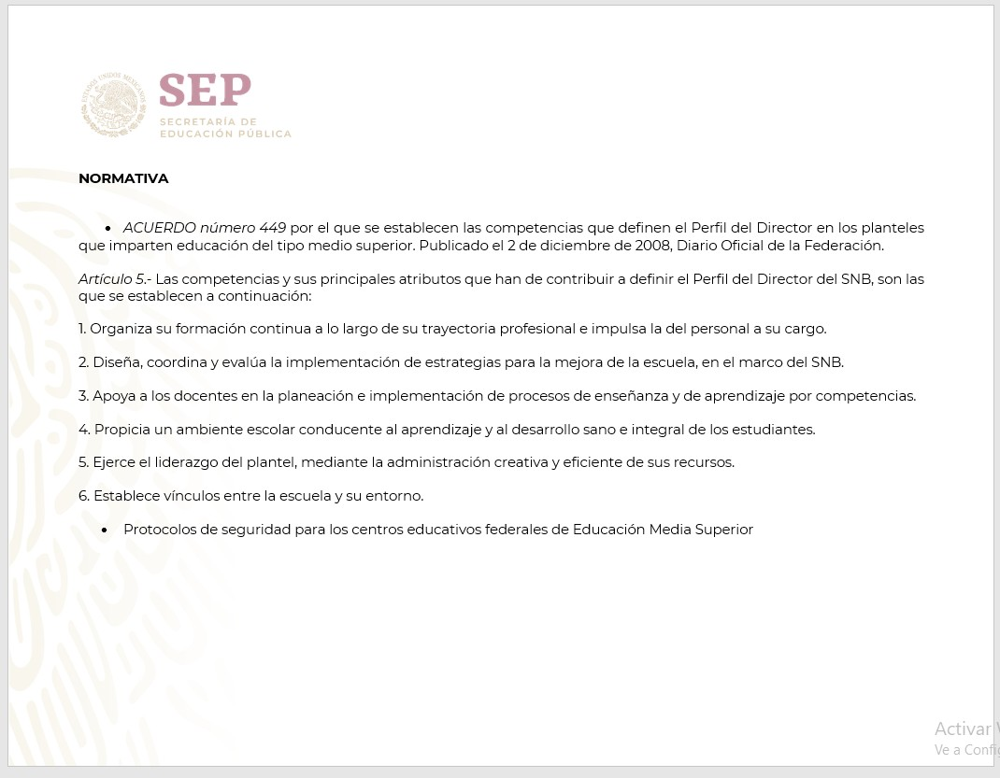 ESTADOS UNIDOS MEXICANOS
SEP
SECRETARÍA DE
EDUCACIÓN PÚBLICA
NORMATIVA
• ACUERDO número 449 por el que se establecen las competencias que definen el Perfil del Director en los planteles
que imparten educación del tipo medio superior. Publicado el 2 de diciembre de 2008, Diario Oficial de la Federación.
Artículo 5.- Las competencias y sus principales atributos que han de contribuir a definir el Perfil del Director del SNB, son las
que se establecen a continuación:
1. Organiza su formación continua a lo largo de su trayectoria profesional e impulsa la del personal a su cargo.
2. Diseña, coordina y evalúa la implementación de estrategias para la mejora de la escuela, en el marco del SNB.
3. Apoya a los docentes en la planeación e implementación de procesos de enseñanza y de aprendizaje por competencias.
4. Propicia un ambiente escolar conducente al aprendizaje y al desarrollo sano e integral de los estudiantes.
5. Ejerce el liderazgo del plantel, mediante la administración creativa y eficiente de sus recursos.
6. Establece vínculos entre la escuela y su entorno.
• Protocolos de seguridad para los centros educativos federales de Educación Media Superior
Activar
Ve a